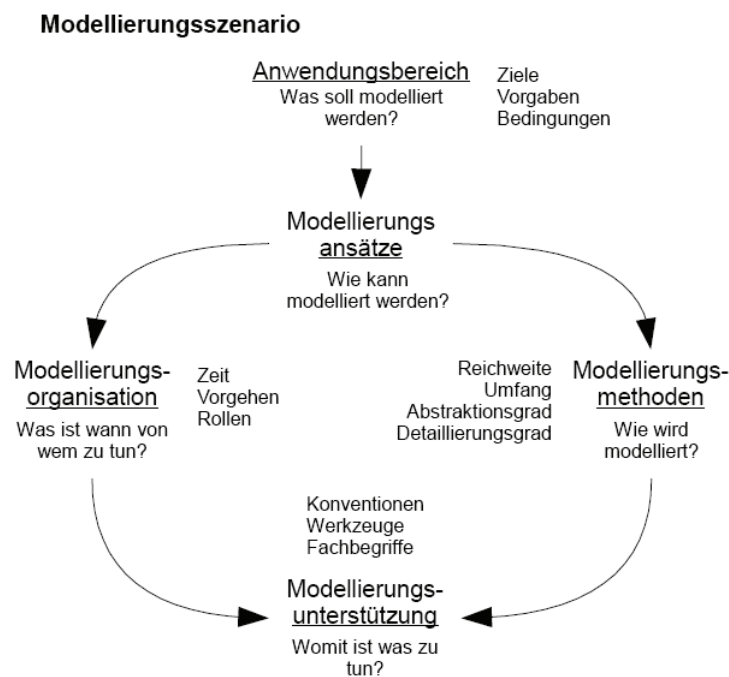 Modellierungsszenario
Anwendungsbereich
Was soll modelliert
werden?
Ziele
Vorgaben
Bedingungen
Modellierungs
ansätze
Wie kann
modelliert werden?
Modellierungs-
organisation
Was ist wann von
wem zu tun?
Zeit
Vorgehen
Rollen
Reichweite
Umfang
Abstraktionsgrad
Detaillierungsgrad
Modellierungs-
methoden
Wie wird
modelliert?
Konventionen
Werkzeuge
Fachbegriffe
Modellierungs-
unterstützung
Womit ist was zu
tun?